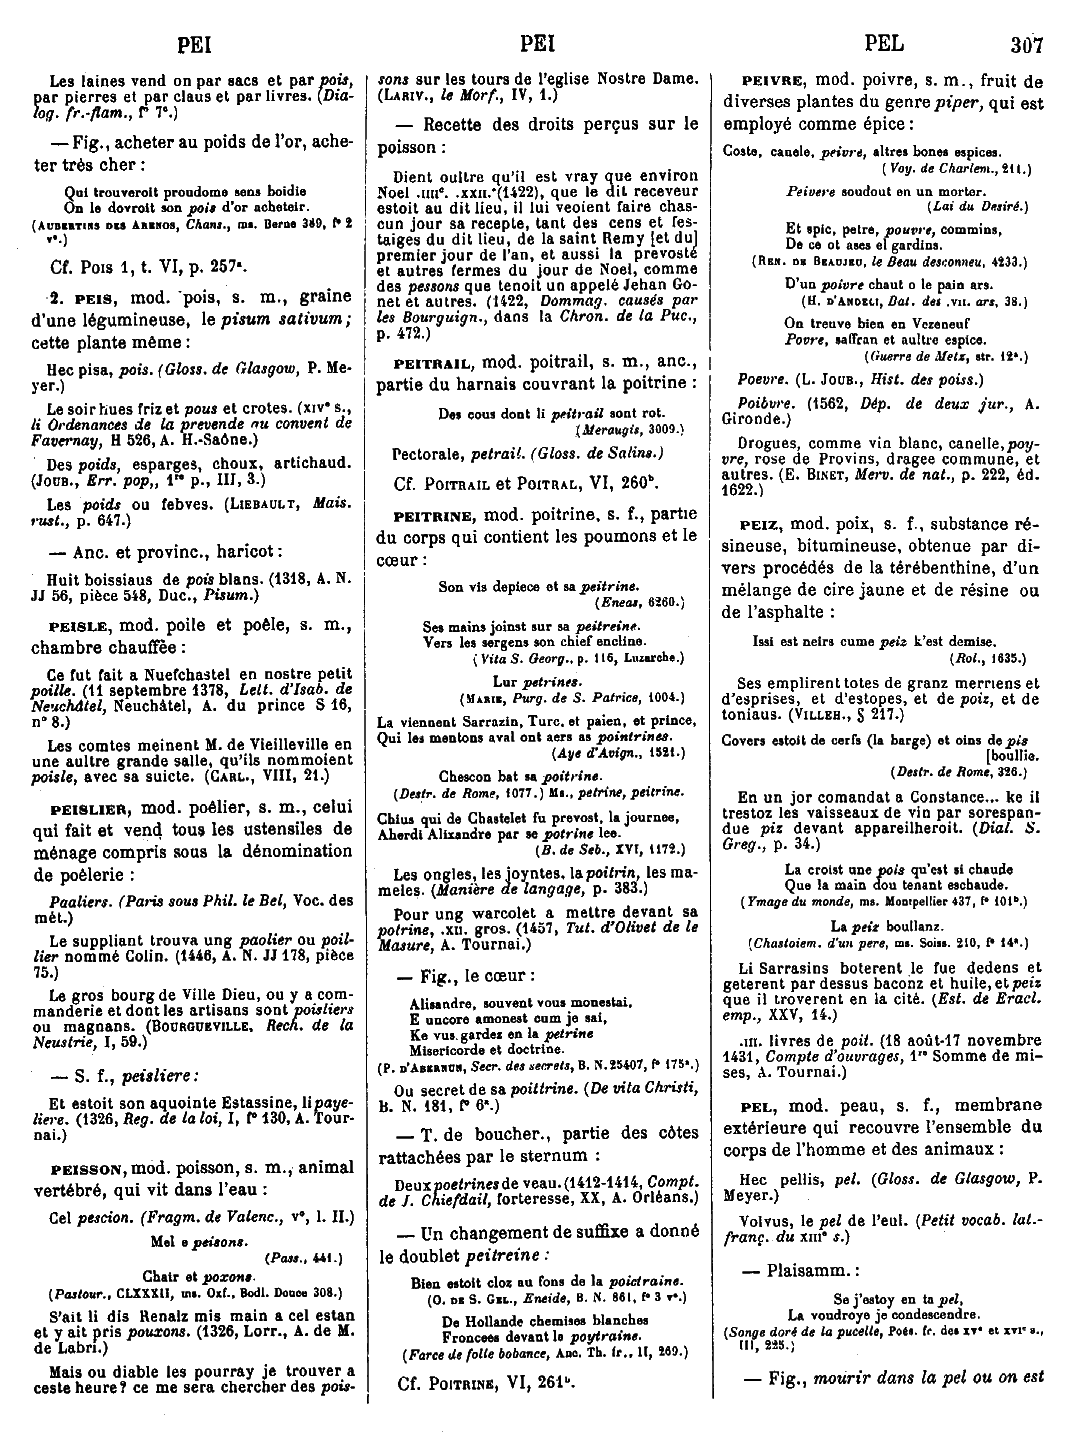 PEI
PEI
PEL
307
Les laines vend on par sacs et par pois,
par pierres et par claus et par livres. (Dia-
log. fr.-flam., f° 7ᶜ.)
— Fig., acheter au poids de l'or, ache-
ter très cher :
Qui trouveroit proudome sens boidie
On le dovroit son pois d'or acheteir.
(AUBERTINS DES ARENOS, Chans., ms. Berne 389, f° 2
v°.)
Cf. POIS 1, t. VI, p. 257ᵃ.
2. PEIS, mod. pois, s. m., graine
d'une légumineuse, le pisum sativum;
cette plante même :
Hec pisa, pois. (Gloss. de Glasgow, P. Me-
yer.)
Le soir hues friz et pous et crotes. (XIVᵉ s.,
li Ordenances de la prevende au convent de
Favernay, H 526, A. H.-Saône.)
Des poids, esparges, choux, artichaud.
(JOUB., Err. pop,, 1ʳᵉ p., III, 3.)
Les poids ou febves. (LIEBAULT, Mais.
rust., p. 647.)
— Anc. et provinc., haricot :
Huit boissiaus de pois blans. (1318, A. N.
JJ 56, pièce 548, Duc., Pisum.)
PEISLE, mod. poile et poêle, s. m.,
chambre chauffée :
Ce fut fait a Nuefchastel en nostre petit
poille. (11 septembre 1378, Lett. d'Isab. de
Neuchâtel, Neuchâtel, A. du prince S 16,
n° 8.)
Les comtes meinent M. de Vieilleville en
une aultre grande salle, qu'ils nommoient
poisle, avec sa suicte. (CARL., VIII, 21.)
PEISLIER, mod. poêlier, s. m., celui
qui fait et vend tous les ustensiles de
ménage compris sous la dénomination
de poêlerie :
Paaliers. (Paris sous Phil. le Bel, Voc. des
mét.)
Le suppliant trouva ung paolier ou poil-
lier nommé Colin. (1446, A. N. JJ 178, pièce
75.)
Le gros bourg de Ville Dieu, ou y a com-
manderie et dont les artisans sont poisliers
ou magnans. (BOURGUEVILLE, Rech. de la
Neustrie, I, 59.)
— S. f., peisliere :
Et estoit son aquointe Estassine, li paye-
liere. (1326, Reg. de la loi, I, f° 130, A. Tour-
nai.)
PEISSON, mod. poisson, s. m., animal
vertébré, qui vit dans l'eau :
Cel pescion. (Fragm. de Valenc., v°, l. II.)
Mel e peisons.
(Pass., 441.)
Chair et poxons.
(Pastour., CLXXXII, ms. Oxf., Bodl. Douce 308.)
S'ait li dis Renalz mis main a cel estan
et y ait pris pouxons. (1326, Lorr., A. de M.
de Labri.)
Mais ou diable les pourray je trouver a
ceste heure? ce me sera chercher des pois-
sons sur les tours de l'eglise Nostre Dame.
(LARIV., le Morf., IV, 1.)
— Recette des droits perçus sur le
poisson :
Dient oultre qu'il est vray que environ
Noel .IIIIᶜ. .XXII. (1422), que le dit receveur
estoit au dit lieu, il lui veoient faire chas-
cun jour sa recepte, tant des cens et fes-
taiges du dit lieu, de la saint Remy [et du]
premier jour de l'an, et aussi la prevosté
et autres fermes du jour de Noel, comme
des pessons que tenoit un appelé Jehan Go-
net et autres. (1422, Dommag. causés par
les Bourguign., dans la Chron. de la Puc.,
p. 472.)
PEITRAIL, mod. poitrail, s. m., anc.,
partie du harnais couvrant la poitrine :
Des cous dont li peitrail sont rot.
(Meraugis, 3009.)
Pectorale, petrail. (Gloss. de Salins.)
Cf. POITRAIL et POITRAL, VI, 260ᵇ.
PEITRINE, mod. poitrine, s. f., partie
du corps qui contient les poumons et le
cœur :
Son vis depiece et sa peitrine.
(Eneas, 6260.)
Ses mains joinst sur sa peitreine.
Vers les sergens son chief encline.
(Vita S. Georg., p. 116, Luzarche.)
Lur petrines.
(MARIE, Purg. de S. Patrice, 1004.)
La viennent Sarrazin, Turc, et paien, et prince,
Qui les mentons aval ont aers as pointrines.
(Aye d'Avign., 1521.)
Chescon bat sa poitrine.
(Destr. de Rome, 1077.) Ms., petrine, peitrine.
Chius qui de Chastelet fu prevost, la journee,
Aherdi Alixandre par se potrine lee.
(B. de Seb., XVI, 1172.)
Les ongles, les joyntes, la poitrin, les ma-
meles. (Manière de langage, p. 383.)
Pour ung warcolet a mettre devant sa
potrine, .XII. gros. (1457, Tut. d'Olivet de le
Masure, A. Tournai.)
— Fig., le cœur :
Alisandre, souvent vous monestai,
E uncore amonest cum je sai,
Ke vus gardez en la petrine
Misericorde et doctrine.
(P. D'ABERNUN, Secr. des secrets, B. N. 25407, f° 175ᵃ.)
Ou secret de sa poittrine. (De vita Christi,
B. N. 181, f° 6ᵃ.)
— T. de boucher., partie des côtes
rattachées par le sternum :
Deux poetrines de veau. (1412-1414, Compt.
de J. Chiefdail, forteresse, XX, A. Orléans.)
— Un changement de suffixe a donné
le doublet peitreine :
Bien estoit cloz au fons de la poictraine.
(O. DE S. GEL., Eneide, B. N. 861, f° 3 v°.)
De Hollande chemises blanches
Froncees devant le poytraine.
(Farce de folle bobance, Anc. Th. fr., II, 269.)
Cf. POITRINE, VI, 261ᵇ.
PEIVRE, mod. poivre, s. m., fruit de
diverses plantes du genre piper, qui est
employé comme épice :
Coste, canele, peivre, altres bones espices.
(Voy. de Charlem., 211.)
Peivere soudout en un morter.
(Lai du Desiré.)
Et spic, petre, pouvre, commins,
De ce ot ases el gardins.
(REN. DE BEAUJEU, le Beau desconneu, 4233.)
D'un poivre chaut o le pain ars.
(H. D'ANDELI, Bat. des .VII. ars, 38.)
On treuve bien en Vezeneuf
Povre, saffran et aultre espice.
(Guerre de Metz, str. 12ᵃ.)
Poevre. (L. JOUB., Hist. des poiss.)
Poibvre. (1562, Dép. de deux jur., A.
Gironde.)
Drogues, comme vin blanc, canelle, poy-
vre, rose de Provins, dragee commune, et
autres. (E. BINET, Merv. de nat., p. 222, éd.
1622.)
PEIZ, mod. poix, s. f., substance ré-
sineuse, bitumineuse, obtenue par di-
vers procédés de la térébenthine, d'un
mélange de cire jaune et de résine ou
de l'asphalte :
Issi est neirs cume peiz k'est demise.
(Rol., 1635.)
Ses emplirent totes de granz merriens et
d'esprises, et d'estopes, et de poiz, et de
toniaus. (VILLEH., § 217.)
Covers estoit de cerfs (la barge) et oins de pis
[boullie.
(Destr. de Rome, 326.)
En un jor comandat a Constance... ke il
trestoz les vaisseaz de vin par sorespan-
due piz devant appareilheroit. (Dial. S.
Greg., p. 34.)
La croist une pois qu'est si chaude
Que la main dou tenant eschaude.
(Ymage du monde, ms. Montpellier 437, f° 101ᵇ.)
La peiz boullanz.
(Chastoiem. d'un pere, ms. Soiss. 210, f° 14ᵃ.)
Li Sarrasins boterent le fue dedens et
geterent par dessus baconz et huile, et peiz
que il troverent en la cité. (Est. de Eracl.
emp., XXV, 14.)
.III. livres de poit. (18 août-17 novembre
1431, Compte d'ouvrages, 1ʳᵉ Somme de mi-
ses, A. Tournai.)
PEL, mod. peau, s. f., membrane
extérieure qui recouvre l'ensemble du
corps de l'homme et des animaux :
Hec pellis, pel. (Gloss. de Glasgow, P.
Meyer.)
Volvus, le pel de l'eul. (Petit vocab. lat.-
franç. du XIIIᵉ s.)
— Plaisamm. :
Se j'estoy en ta pel,
La voudroye je condescendre.
(Songe doré de la pucelle, Poés. fr. des XVᵉ et XVIᵉ s.,
III, 225.)
— Fig., mourir dans la pel ou on est